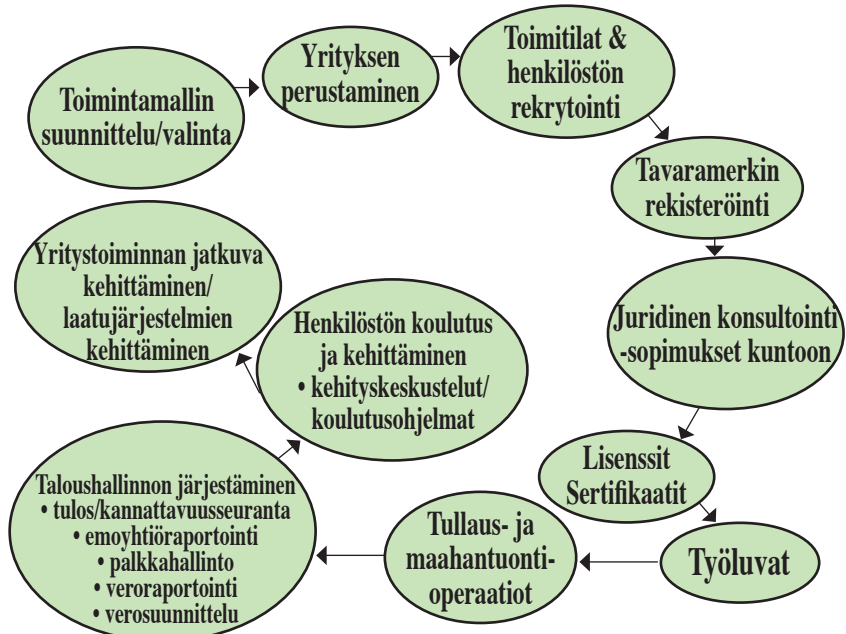 Toimintamallin
suunnittelu/valinta
Yrityksen
perustaminen
Toimitilat &
henkilöstön
rekrytointi
Tavaramerkin
rekisteröinti
Juridinen konsultointi
-sopimukset kuntoon
Lisenssit
Sertifikaatit
Työluvat
Tullaus- ja
maahantuonti-
operaatiot
Taloushallinnon järjestäminen
• tulos/kannattavuusseuranta
• emoyhtiöraportointi
• palkkahallinto
• veroraportointi
• verosuunnittelu
Henkilöstön koulutus
ja kehittäminen
• kehityskeskustelut/
koulutusohjelmat
Yritystoiminnan jatkuva
kehittäminen/
laatujärjestelmien
kehittäminen